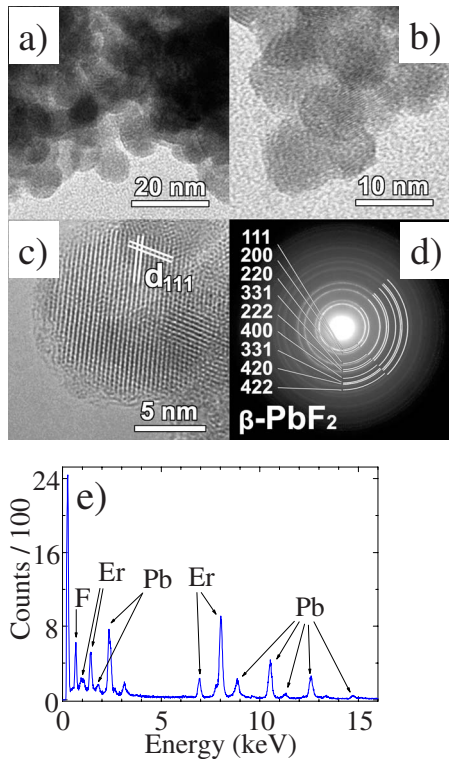 a)
20 nm
b)
10 nm
c)
d111
5 nm
d)
111
200
220
331
222
400
331
420
422
β-PbF2
e)
Counts / 100
24
16
8
0
F
Er
Pb
Er
Pb
0
5
10
15
Energy (keV)